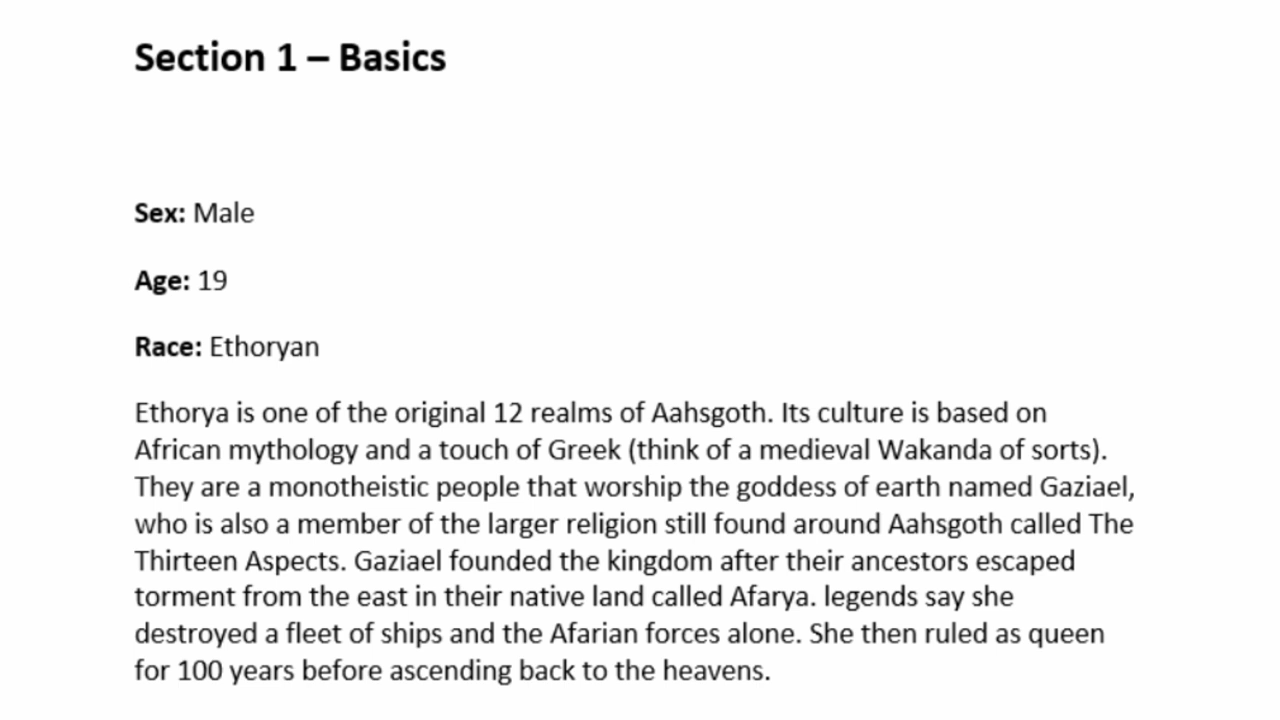 Section 1 – Basics
Sex: Male
Age: 19
Race: Ethoryan
Ethorya is one of the original 12 realms of Aahsgoth. Its culture is based on
African mythology and a touch of Greek (think of a medieval Wakanda of sorts).
They are a monotheistic people that worship the goddess of earth named Gaziael,
who is also a member of the larger religion still found around Aahsgoth called The
Thirteen Aspects. Gaziael founded the kingdom after their ancestors escaped
torment from the east in their native land called Afarya. legends say she
destroyed a fleet of ships and the Afarian forces alone. She then ruled as queen
for 100 years before ascending back to the heavens.